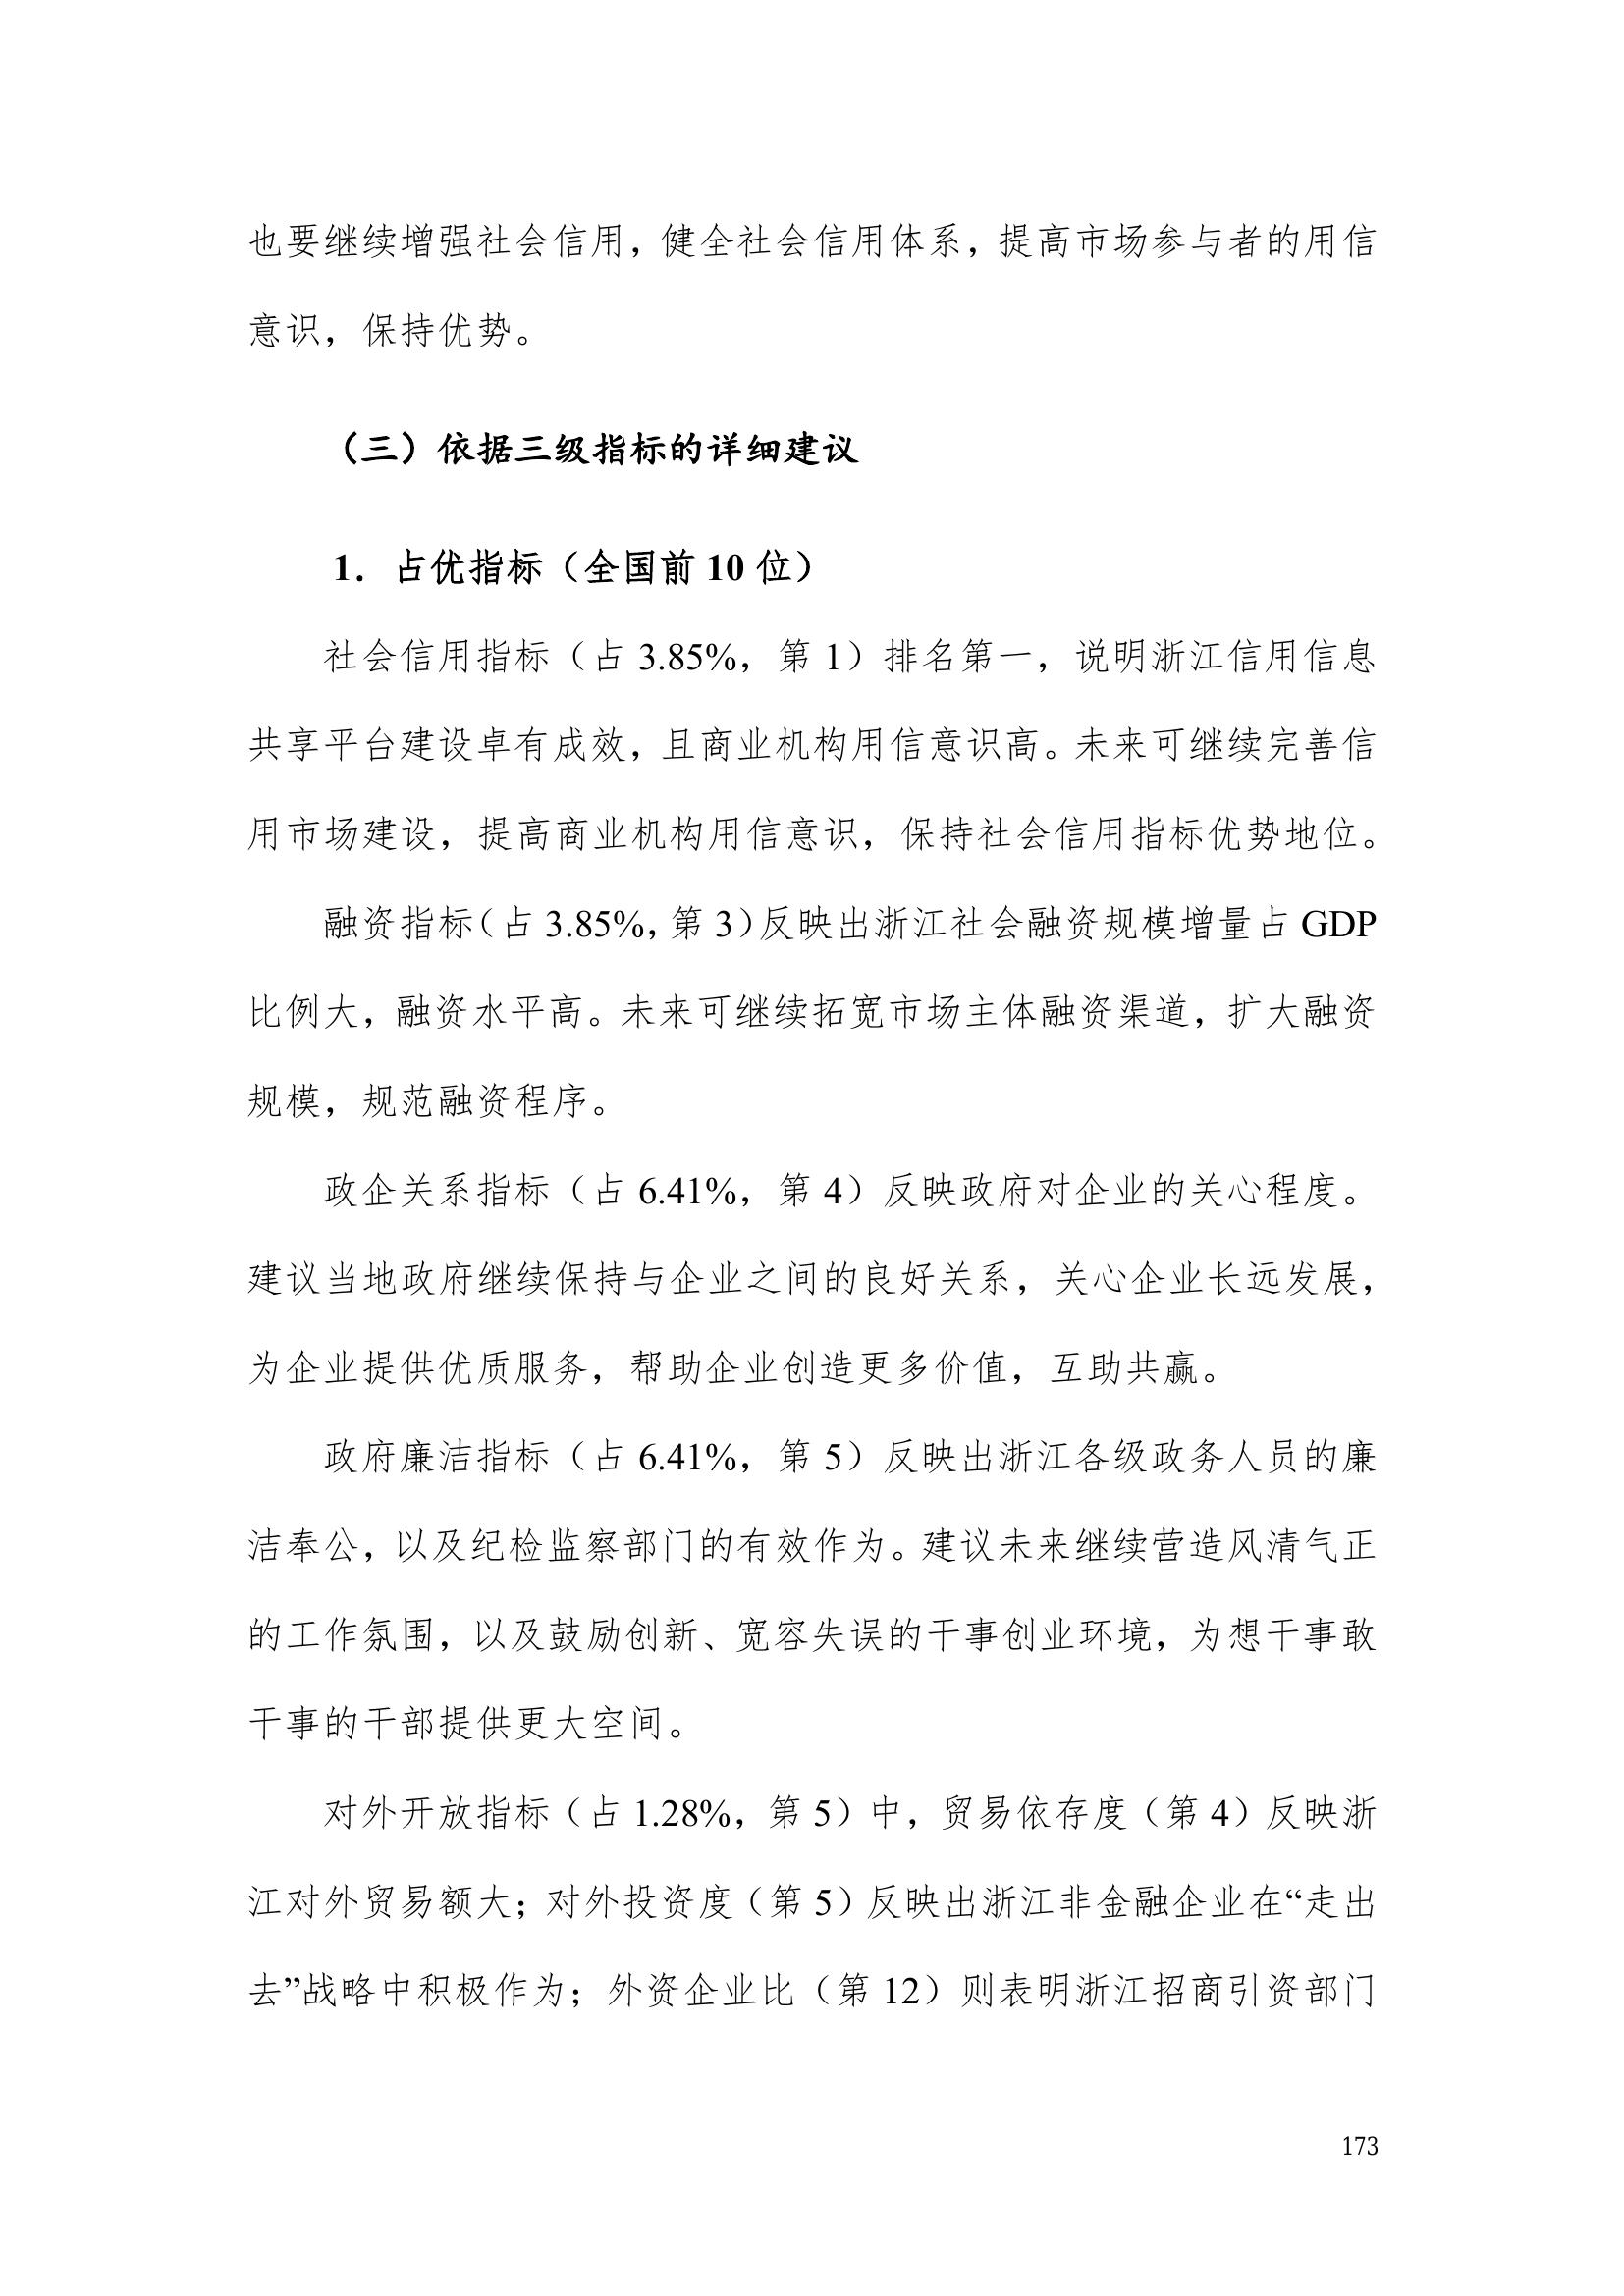 也要继续增强社会信用，健全社会信用体系，提高市场参与者的用信
意识，保持优势。
（三）依据三级指标的详细建议
1．占优指标（全国前 10 位）
社会信用指标（占 3.85%，第 1）排名第一，说明浙江信用信息
共享平台建设卓有成效，且商业机构用信意识高。未来可继续完善信
用市场建设，提高商业机构用信意识，保持社会信用指标优势地位。
融资指标（占 3.85%，第 3）反映出浙江社会融资规模增量占 GDP
比例大，融资水平高。未来可继续拓宽市场主体融资渠道，扩大融资
规模，规范融资程序。
政企关系指标（占 6.41%，第 4）反映政府对企业的关心程度。
建议当地政府继续保持与企业之间的良好关系，关心企业长远发展，
为企业提供优质服务，帮助企业创造更多价值，互助共赢。
政府廉洁指标（占 6.41%，第 5）反映出浙江各级政务人员的廉
洁奉公，以及纪检监察部门的有效作为。建议未来继续营造风清气正
的工作氛围，以及鼓励创新、宽容失误的干事创业环境，为想干事敢
干事的干部提供更大空间。
对外开放指标（占 1.28%，第 5）中，贸易依存度（第 4）反映浙
江对外贸易额大；对外投资度（第 5）反映出浙江非金融企业在“走出
去”战略中积极作为；外资企业比（第 12）则表明浙江招商引资部门
173